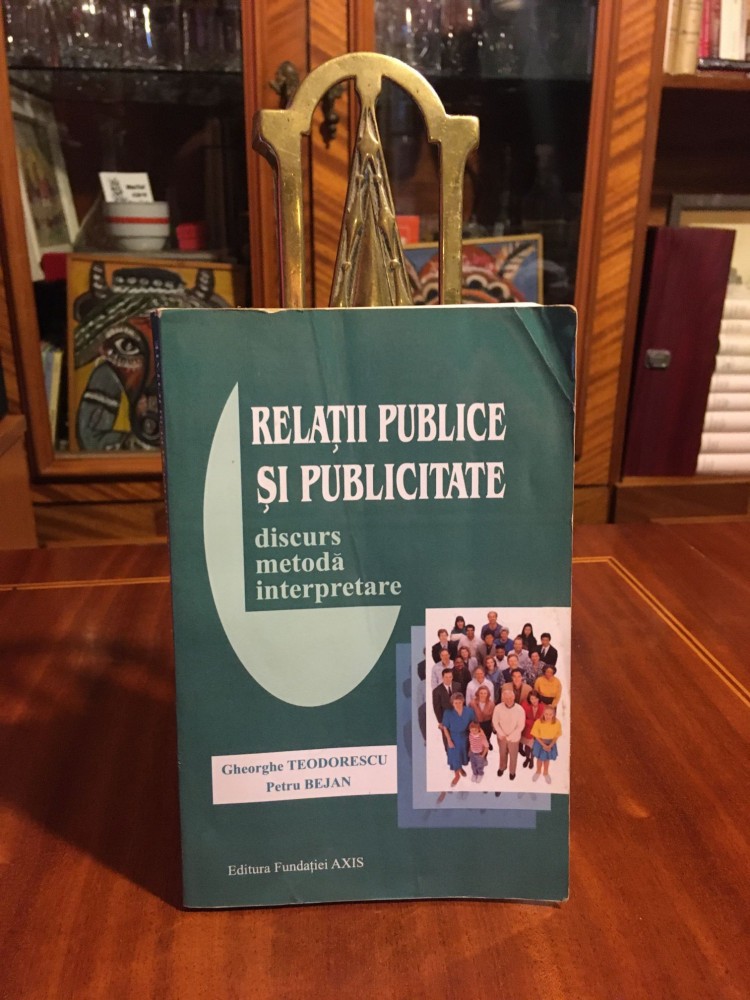 RELAȚII PUBLICE
ȘI PUBLICITATE
discurs
metodă
interpretare
Gheorghe TEODORESCU
Petru BEJAN
Editura Fundației AXIS